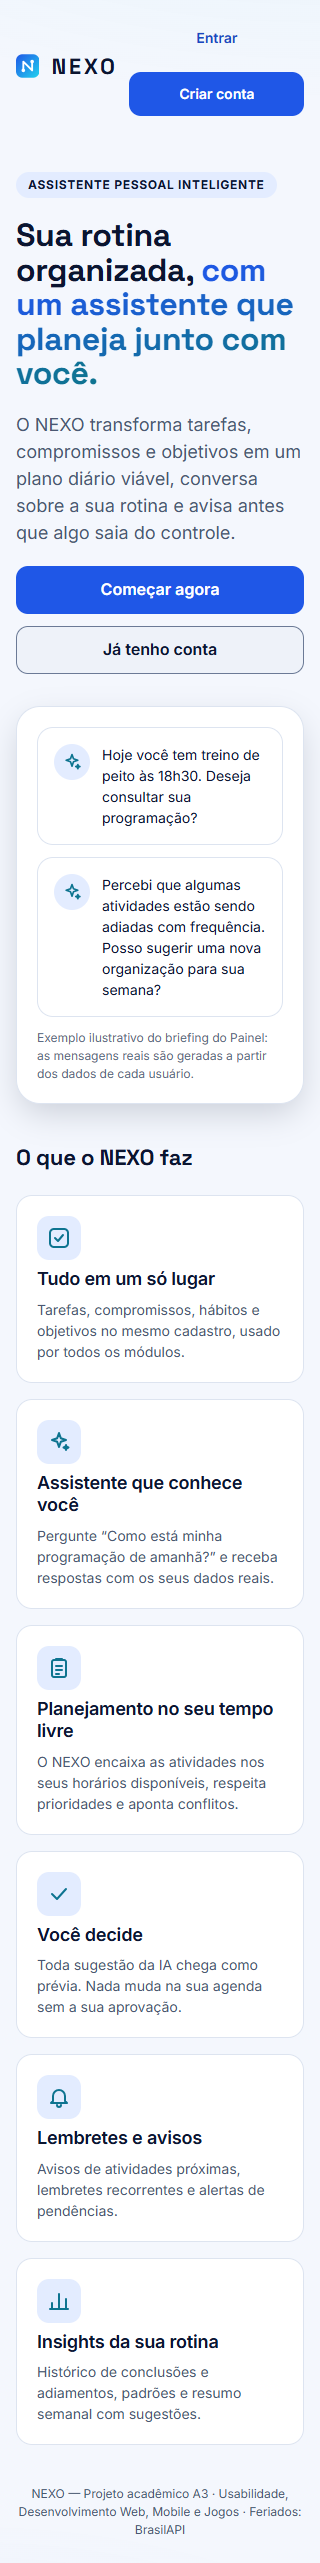 Entrar
NEXO
Criar conta
ASSISTENTE PESSOAL INTELIGENTE
Sua rotina
organizada, com
um assistente que
planeja junto com
você.
O NEXO transforma tarefas,
compromissos e objetivos em um
plano diário viável, conversa
sobre a sua rotina e avisa antes
que algo saia do controle.
Começar agora
Já tenho conta
Hoje você tem treino de
peito às 18h30. Deseja
consultar sua
programação?
Percebi que algumas
atividades estão sendo
adiadas com frequência.
Posso sugerir uma nova
organização para sua
semana?
Exemplo ilustrativo do briefing do Painel:
as mensagens reais são geradas a partir
dos dados de cada usuário.
O que o NEXO faz
Tudo em um só lugar
Tarefas, compromissos, hábitos e
objetivos no mesmo cadastro, usado
por todos os módulos.
Assistente que conhece
você
Pergunte “Como está minha
programação de amanhã?” e receba
respostas com os seus dados reais.
Planejamento no seu tempo
livre
O NEXO encaixa as atividades nos
seus horários disponíveis, respeita
prioridades e aponta conflitos.
Você decide
Toda sugestão da IA chega como
prévia. Nada muda na sua agenda
sem a sua aprovação.
Lembretes e avisos
Avisos de atividades próximas,
lembretes recorrentes e alertas de
pendências.
Insights da sua rotina
Histórico de conclusões e
adiamentos, padrões e resumo
semanal com sugestões.
NEXO — Projeto acadêmico A3 · Usabilidade,
Desenvolvimento Web, Mobile e Jogos · Feriados:
BrasilAPI